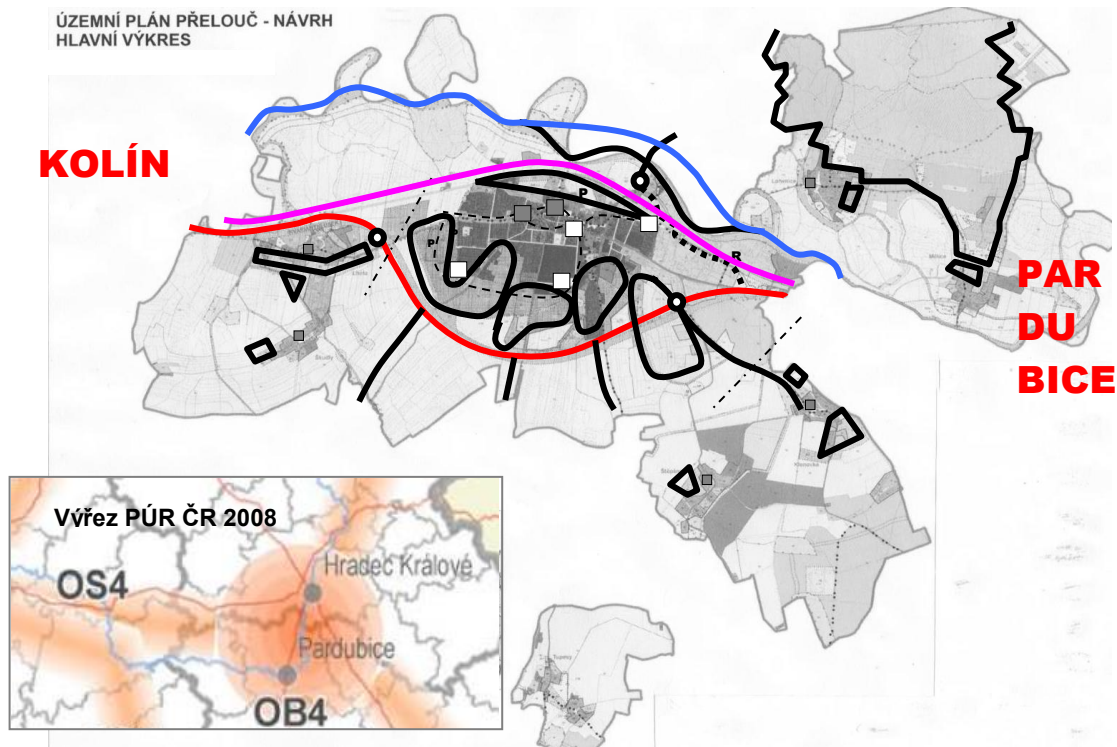 ÚZEMNÍ PLÁN PŘELOUČ - NÁVRH
HLAVNÍ VÝKRES
KOLÍN
P
P
R
PAR
DU
BICE
Výřez PÚR ČR 2008
OS4
Hradec Králové
Pardubice
OB4